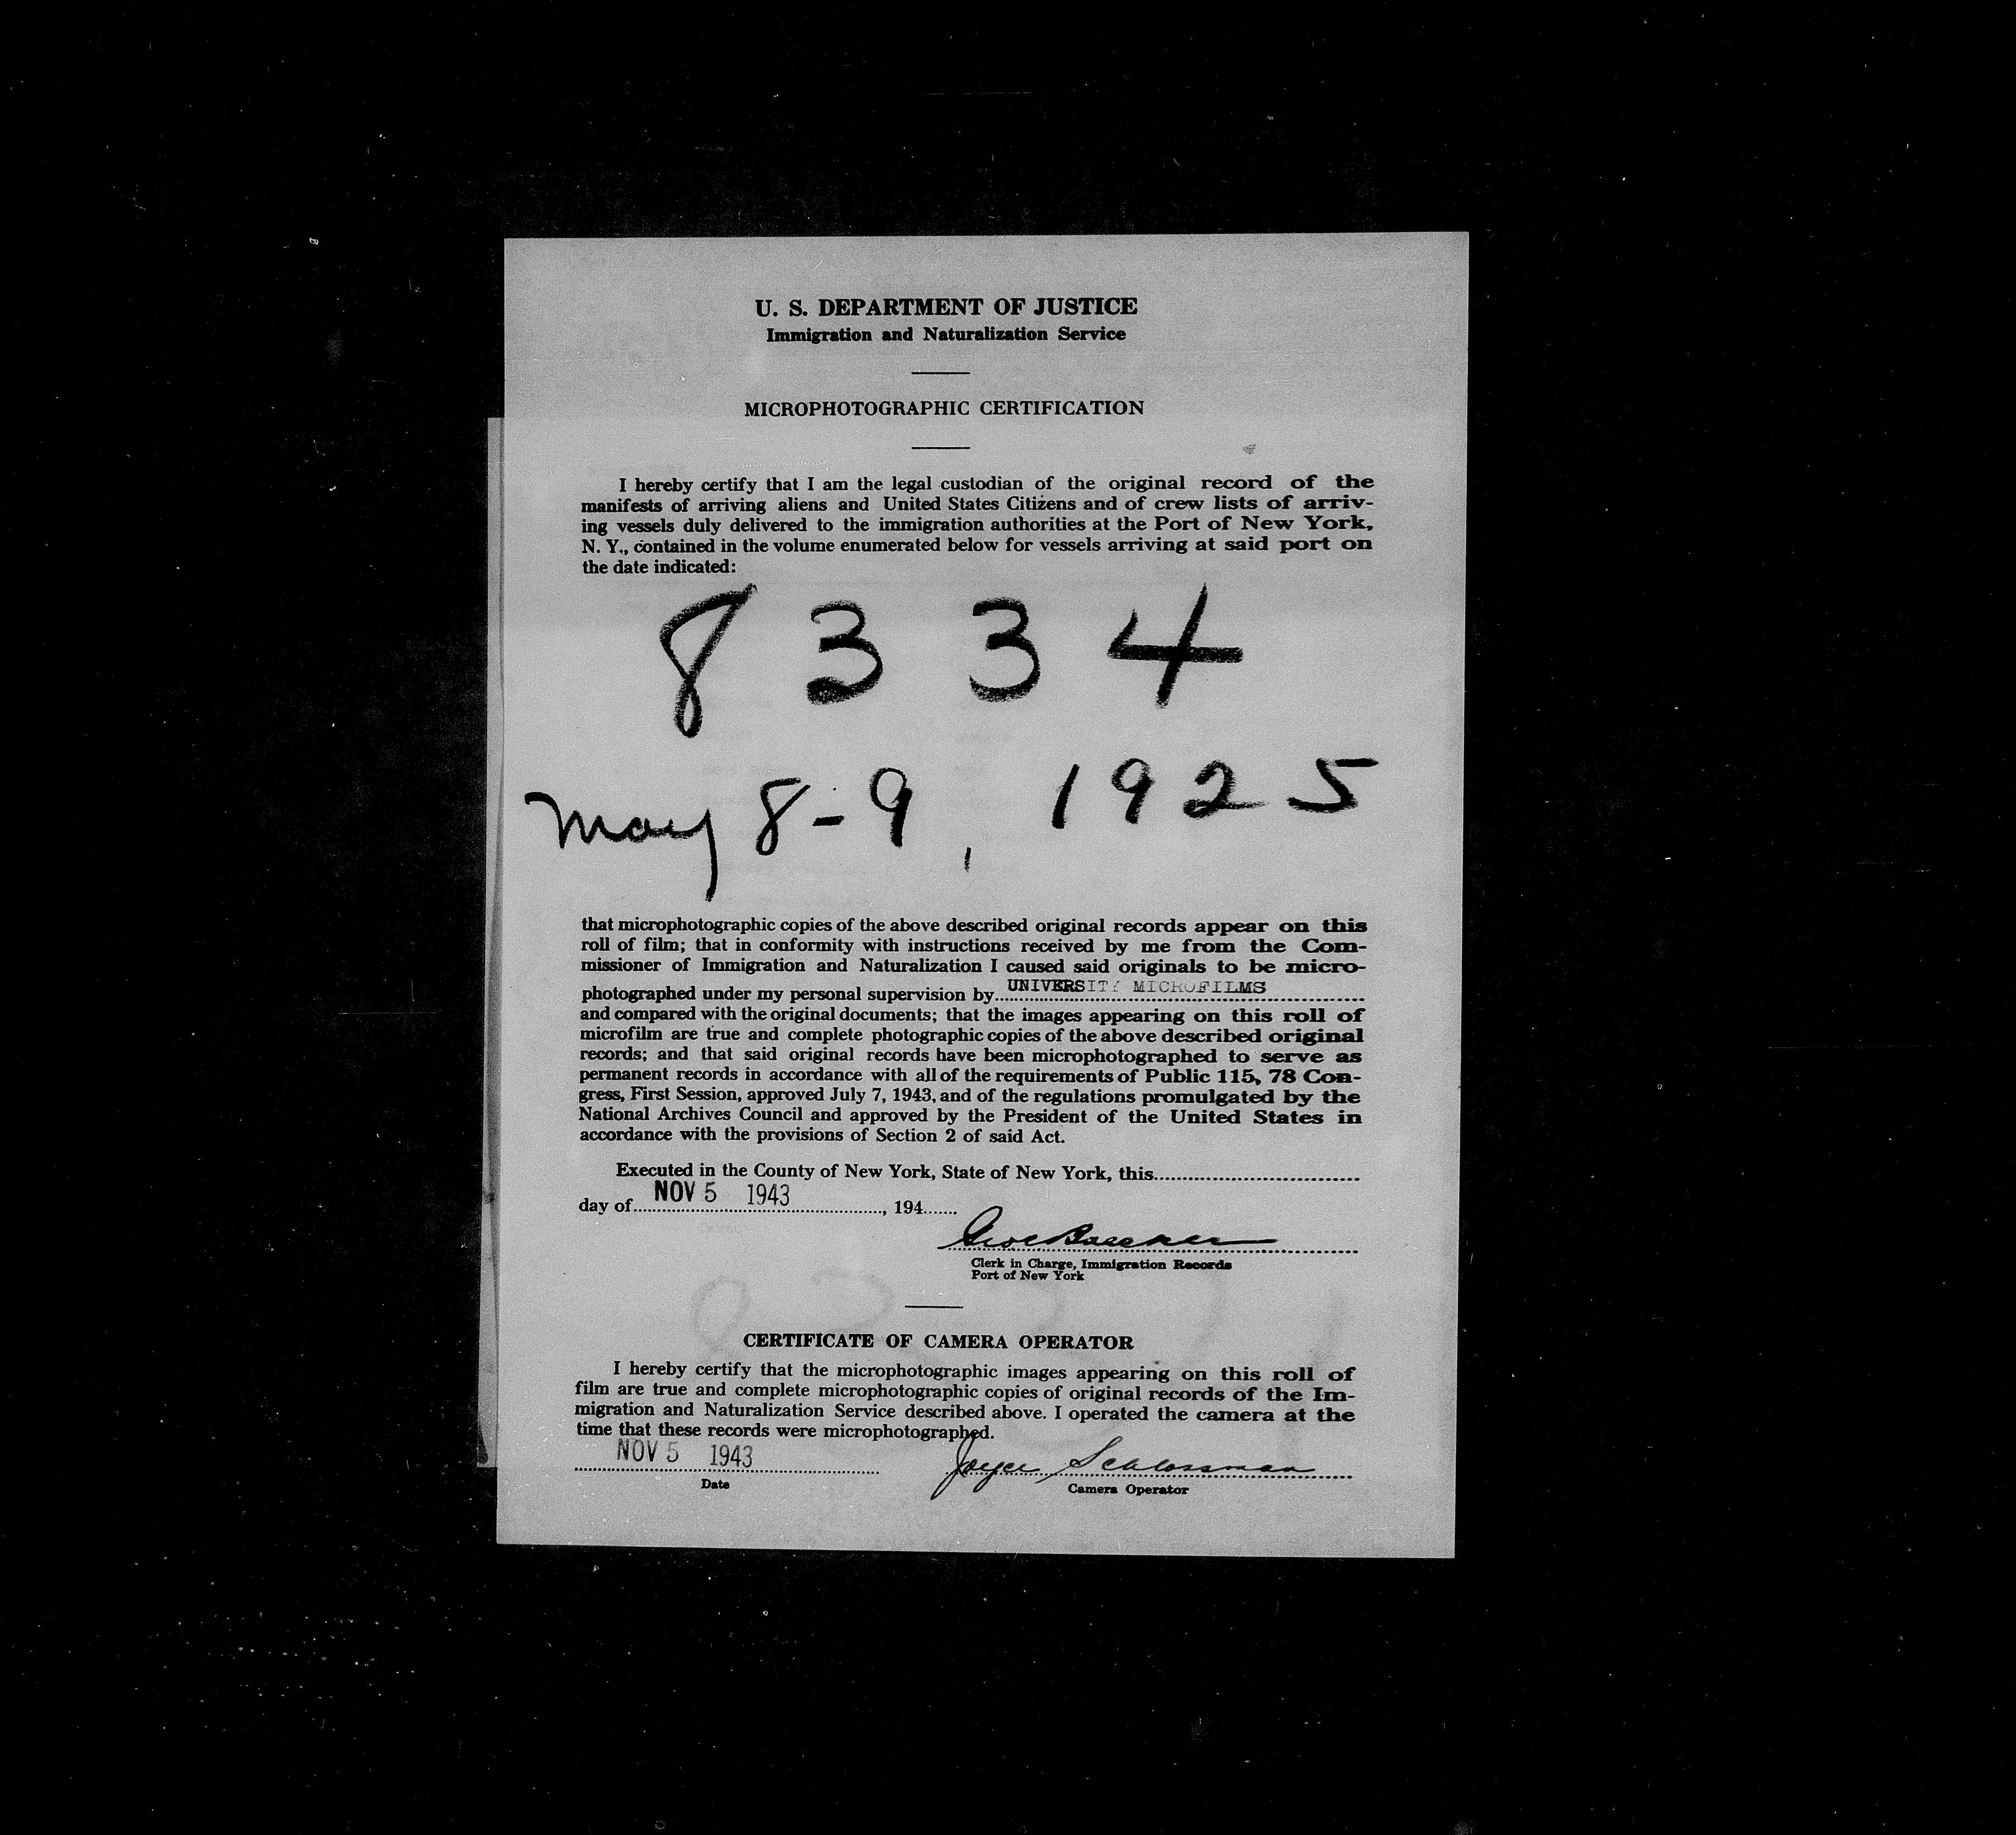 U. S. DEPARTMENT OF JUSTICE
Immigration and Naturalization Service
MICROPHOTOGRAPHIC CERTIFICATION
I hereby certify that I am the legal custodian of the original record of the
manifests of arriving aliens and United States Citizens and of crew lists of arriv-
ing vessels duly delivered to the immigration authorities at the Port of New York,
N. Y., contained in the volume enumerated below for vessels arriving at said port on
the date indicated:
8 3 3 4
May 8-9, 1925
that microphotographic copies of the above described original records appear on this
roll of film; that in conformity with instructions received by me from the Com-
missioner of Immigration and Naturalization I caused said originals to be micro-
photographed under my personal supervision by UNIVERSITY MICROFILMS
and compared with the original documents; that the images appearing on this roll of
microfilm are true and complete photographic copies of the above described original
records; and that said original records have been microphotographed to serve as
permanent records in accordance with all of the requirements of Public 115, 78 Con-
gress, First Session, approved July 7, 1943, and of the regulations promulgated by the
National Archives Council and approved by the President of the United States in
accordance with the provisions of Section 2 of said Act.
Executed in the County of New York, State of New York, this
day of NOV 5 1943, 194
Clerk in Charge, Immigration Records
Port of New York
CERTIFICATE OF CAMERA OPERATOR
I hereby certify that the microphotographic images appearing on this roll of
film are true and complete microphotographic copies of original records of the Im-
migration and Naturalization Service described above. I operated the camera at the
time that these records were microphotographed.
NOV 5 1943 Joyce Schlossman
Date
Camera Operator